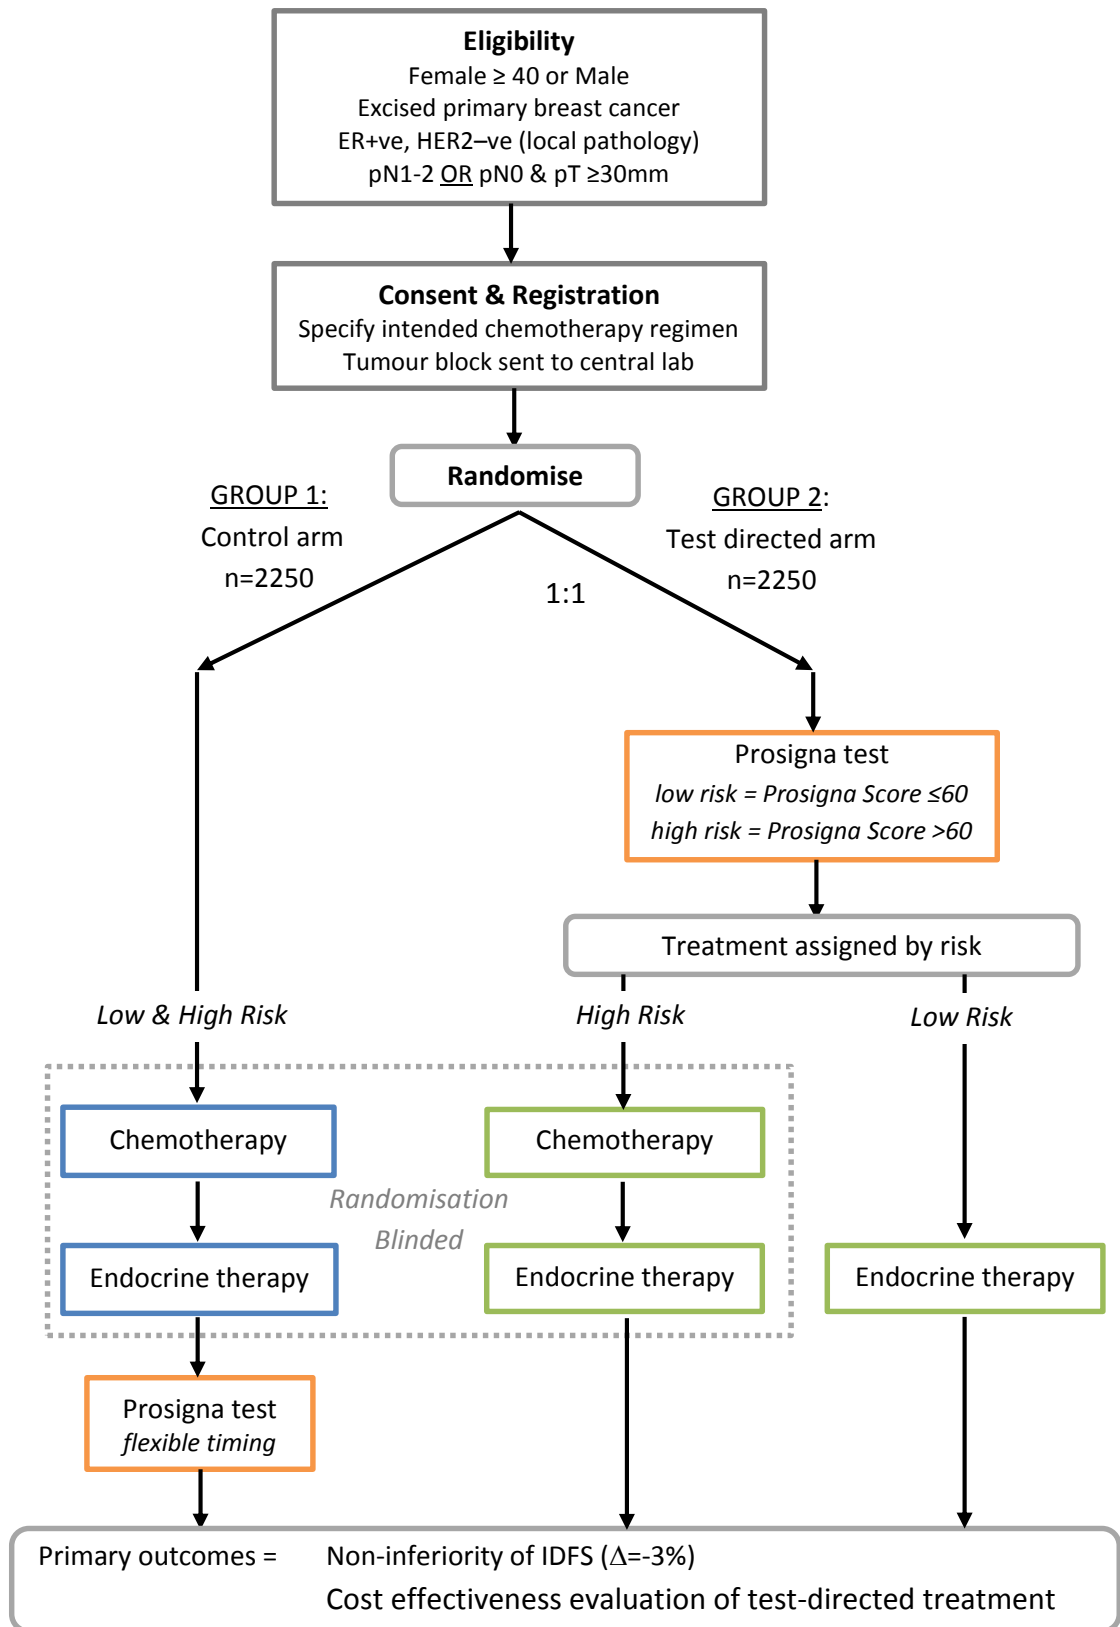 Eligibility
Female ≥ 40 or Male
Excised primary breast cancer
ER+ve, HER2–ve (local pathology)
pN1-2 OR pN0 & pT ≥30mm
Consent & Registration
Specify intended chemotherapy regimen
Tumour block sent to central lab
Randomise
GROUP 1:
Control arm
n=2250
GROUP 2:
Test directed arm
n=2250
1:1
Prosigna test
low risk = Prosigna Score ≤60
high risk = Prosigna Score >60
Treatment assigned by risk
Low & High Risk
High Risk
Low Risk
Chemotherapy
Chemotherapy
Randomisation
Blinded
Endocrine therapy
Endocrine therapy
Endocrine therapy
Prosigna test
flexible timing
Primary outcomes = Non-inferiority of IDFS (Δ=-3%)
Cost effectiveness evaluation of test-directed treatment